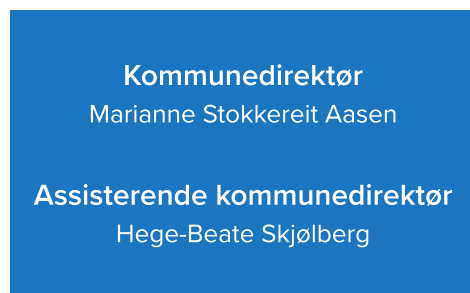 Kommunedirektør
Marianne Stokkereit Aasen
Assisterende kommunedirektør
Hege-Beate Skjølberg